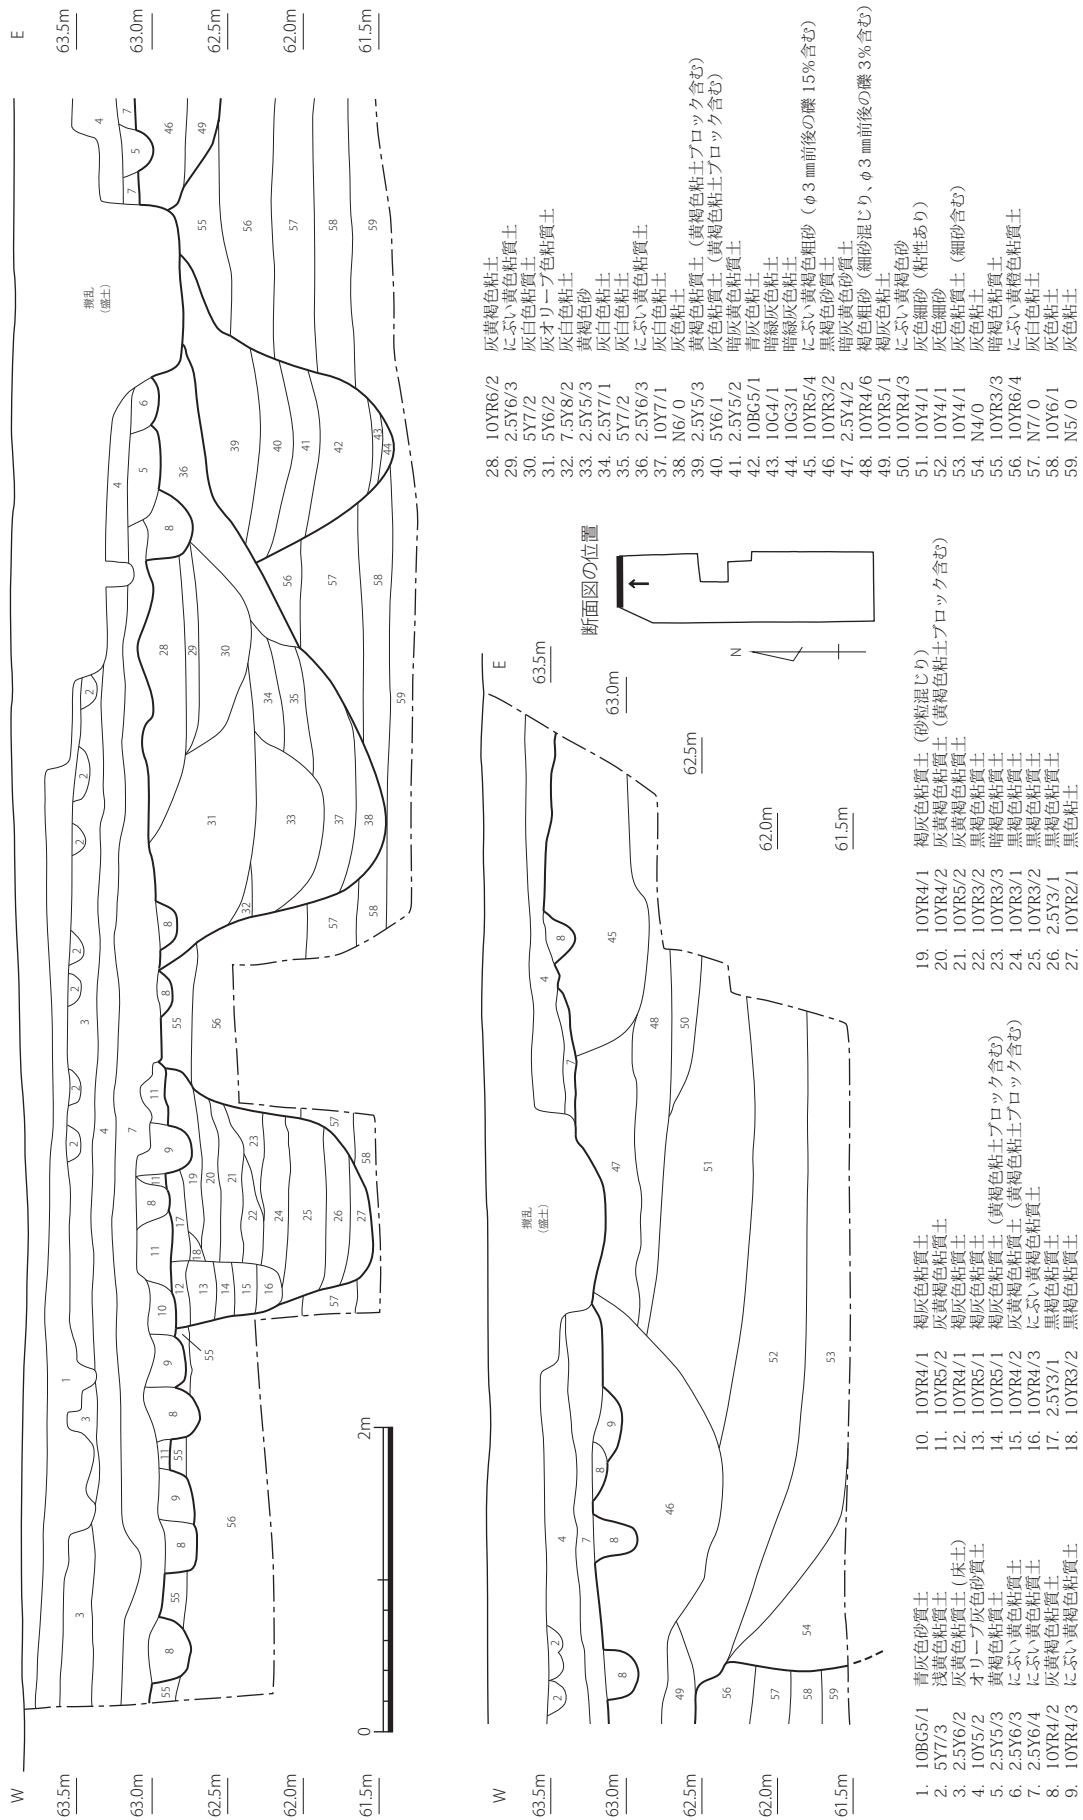 W
E
63.5m
63.0m
62.5m
62.0m
61.5m
63.5m
63.0m
62.5m
62.0m
61.5m
撹乱
(盛土)
0
2m
W
E
63.5m
63.0m
62.0m
61.5m
63.5m
63.0m
62.5m
62.0m
61.5m
撹乱
(盛土)
断面図の位置
N
1. 10BG5/1 青灰色砂質土
2. 5Y7/3 浅黄色粘質土
3. 2.5Y6/2 灰黄色粘質土(床土)
4. 10Y5/2 オリーブ灰色砂質土
5. 2.5Y5/3 黄褐色粘質土
6. 2.5Y6/3 にぶい黄色粘質土
7. 2.5Y6/4 にぶい黄色粘質土
8. 10YR4/2 灰黄褐色粘質土
9. 10YR4/3 にぶい黄褐色粘質土
10. 10YR4/1 褐灰色粘質土
11. 10YR5/2 灰黄褐色粘質土
12. 10YR4/1 褐灰色粘質土
13. 10YR5/1 褐灰色粘質土
14. 10YR5/1 褐灰色粘質土(黄褐色粘土ブロック含む)
15. 10YR4/2 灰黄褐色粘質土(黄褐色粘土ブロック含む)
16. 10YR4/3 にぶい黄褐色粘質土
17. 2.5Y3/1 黒褐色粘質土
18. 10YR3/2 黒褐色粘質土
19. 10YR4/1 褐灰色粘質土(砂粒混じり)
20. 10YR4/2 灰黄褐色粘質土(黄褐色粘土ブロック含む)
21. 10YR5/2 灰黄褐色粘質土
22. 10YR3/2 黒褐色粘質土
23. 10YR3/3 暗褐色粘質土
24. 10YR3/1 黒褐色粘質土
25. 10YR3/2 黒褐色粘質土
26. 2.5Y3/1 黒褐色粘質土
27. 10YR2/1 黒色粘土
28. 10YR6/2 灰黄褐色粘土
29. 2.5Y6/3 にぶい黄色粘質土
30. 5Y7/2 灰白色粘質土
31. 5Y6/2 灰オリーブ色粘質土
32. 7.5Y8/2 灰白色粘土
33. 2.5Y5/3 黄褐色砂
34. 2.5Y7/1 灰白色粘土
35. 5Y7/2 灰白色粘土
36. 2.5Y6/3 にぶい黄色粘質土
37. 10Y7/1 灰白色粘土
38. N6/0 灰色粘土
39. 2.5Y5/3 黄褐色粘質土(黄褐色粘土ブロック含む)
40. 5Y6/1 灰色粘質土(黄褐色粘土ブロック含む)
41. 2.5Y5/2 暗灰黄色粘質土
42. 10BG5/1 青灰色粘土
43. 10G4/1 暗緑灰色粘土
44. 10G3/1 暗緑灰色粘土
45. 10YR5/4 にぶい黄褐色粗砂(φ3㎜前後の礫15%含む)
46. 10YR3/2 黒褐色砂質土
47. 2.5Y4/2 暗灰黄色砂質土
48. 10YR4/6 褐色粗砂(細砂混じり、φ3㎜前後の礫3%含む)
49. 10YR5/1 褐灰色粘土
50. 10YR4/3 にぶい黄褐色砂
51. 10Y4/1 灰色細砂(粘性あり)
52. 10Y4/1 灰色細砂
53. 10Y4/1 灰色粘質土(細砂含む)
54. N4/0 灰色粘土
55. 10YR3/3 暗褐色粘質土
56. 10YR6/4 にぶい黄橙色粘質土
57. N7/0 灰白色粘土
58. 10Y6/1 灰色粘土
59. N5/0 灰色粘土